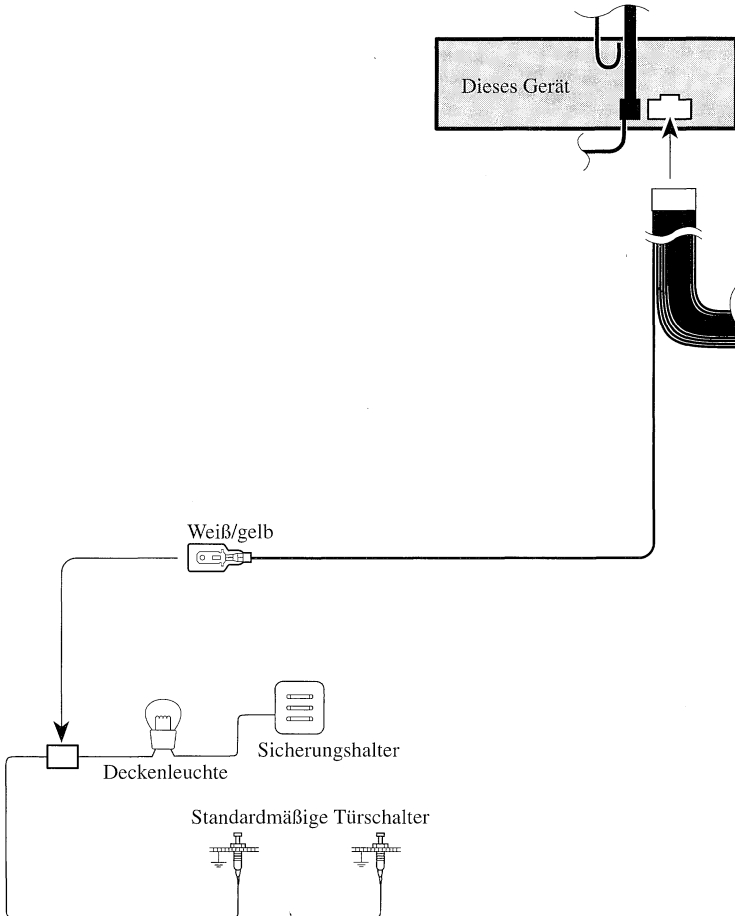 Dieses Gerät
Weiß/gelb
Sicherungshalter
Deckenleuchte
Standardmäßige Türschalter